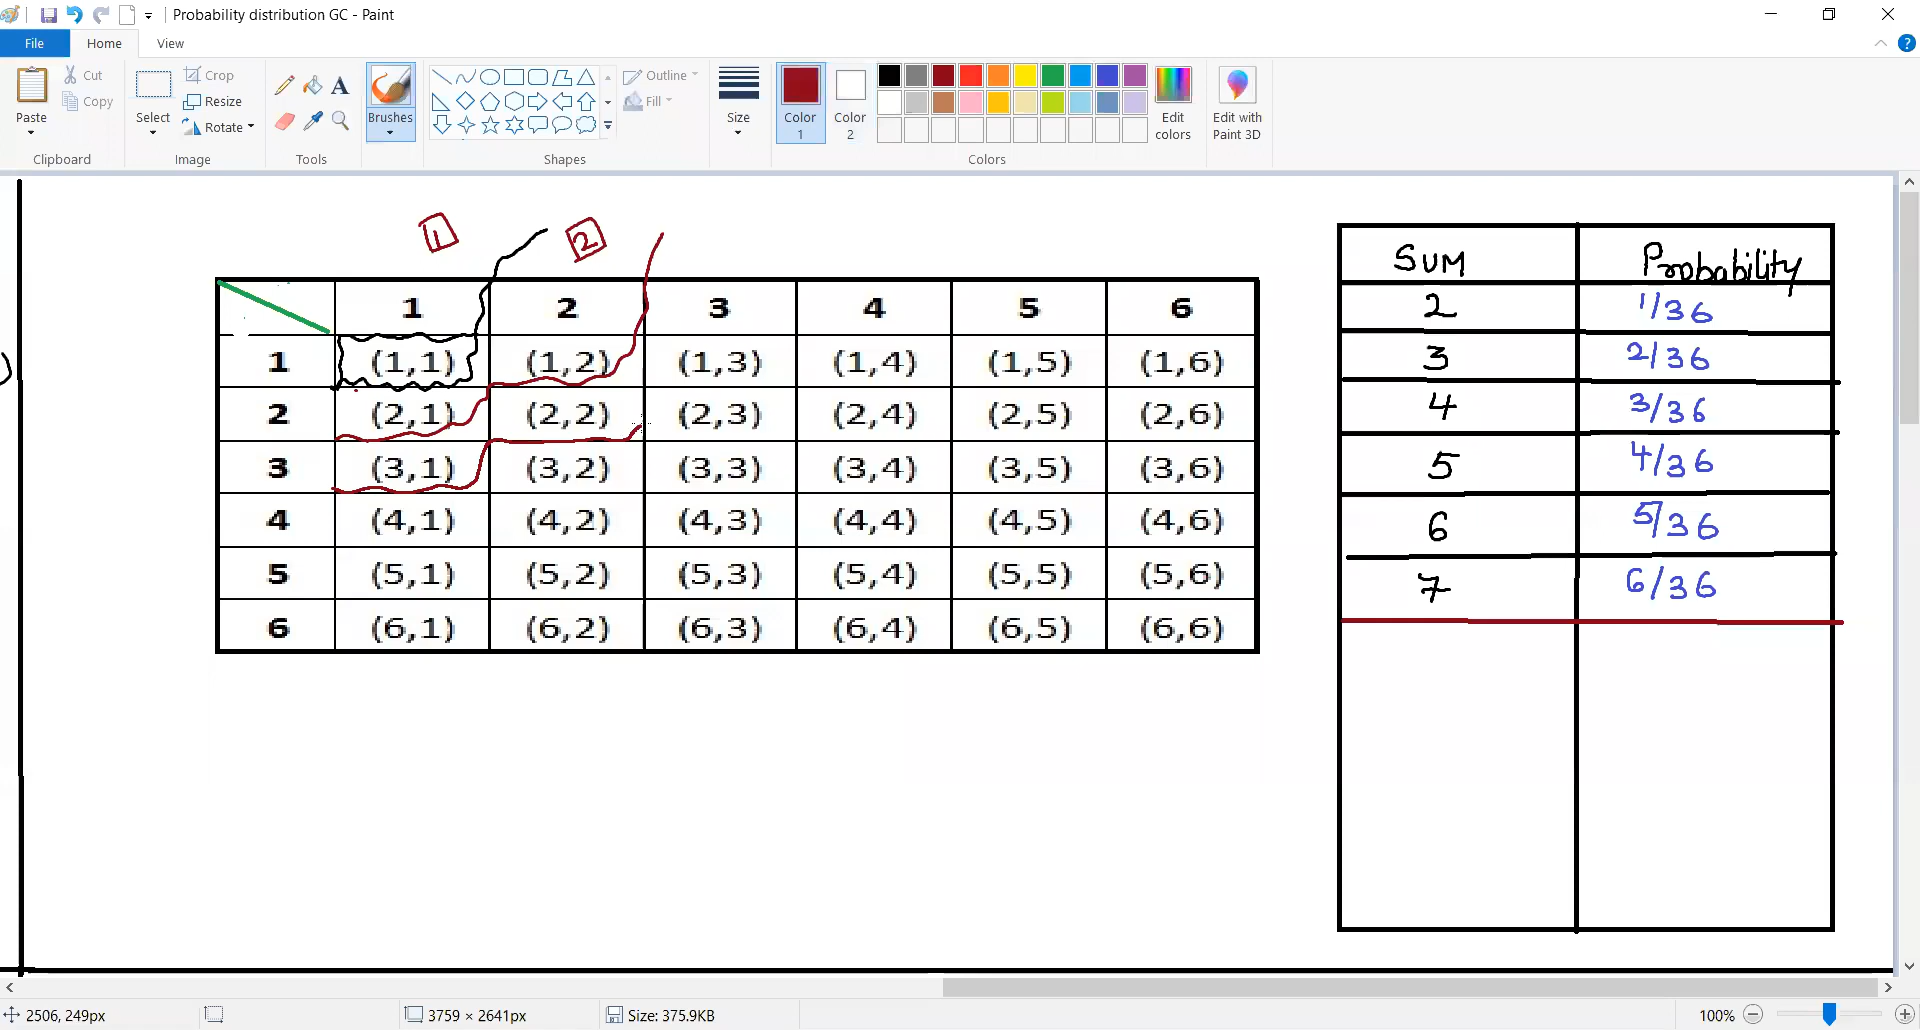 Probability distribution GC - Paint
File Home View
Paste
Cut
Copy
Clipboard
Select
Crop
Resize
Rotate
Image
A
Tools
Brushes
Outline
Fill
Shapes
Size
Color 1
Color 2
Edit colors
Colors
Edit with Paint 3D
1 2
1 2 3 4 5 6
1 (1,1) (1,2) (1,3) (1,4) (1,5) (1,6)
2 (2,1) (2,2) (2,3) (2,4) (2,5) (2,6)
3 (3,1) (3,2) (3,3) (3,4) (3,5) (3,6)
4 (4,1) (4,2) (4,3) (4,4) (4,5) (4,6)
5 (5,1) (5,2) (5,3) (5,4) (5,5) (5,6)
6 (6,1) (6,2) (6,3) (6,4) (6,5) (6,6)
SUM Probability
2 1/36
3 2/36
4 3/36
5 4/36
6 5/36
7 6/36
2506, 249px
3759 × 2641px
Size: 375.9KB
100%